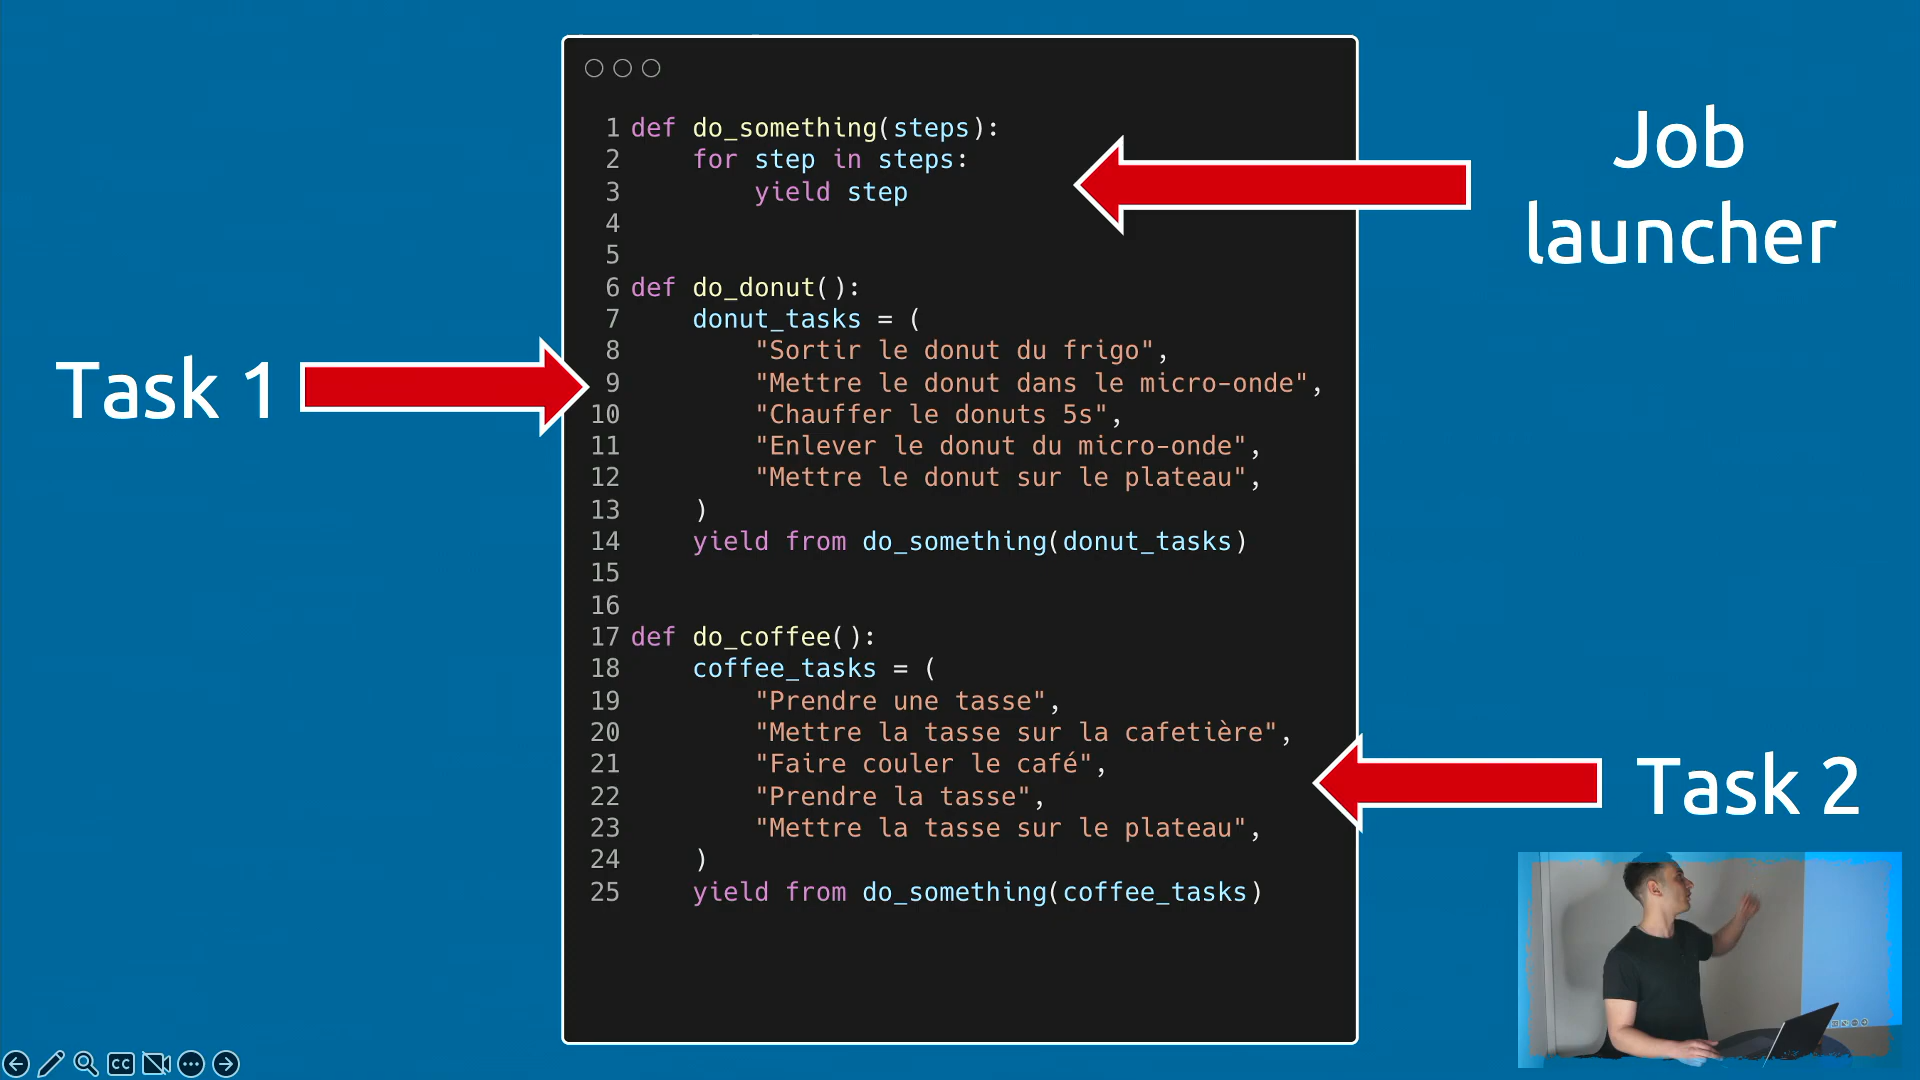 1 def do_something(steps):
2     for step in steps:
3         yield step
4
5
6 def do_donut():
7     donut_tasks = (
8         "Sortir le donut du frigo",
9         "Mettre le donut dans le micro-onde",
10         "Chauffer le donuts 5s",
11         "Enlever le donut du micro-onde",
12         "Mettre le donut sur le plateau",
13     )
14     yield from do_something(donut_tasks)
15
16
17 def do_coffee():
18     coffee_tasks = (
19         "Prendre une tasse",
20         "Mettre la tasse sur la cafetière",
21         "Faire couler le café",
22         "Prendre la tasse",
23         "Mettre la tasse sur le plateau",
24     )
25     yield from do_something(coffee_tasks)
Job
launcher
Task 1
Task 2
CC